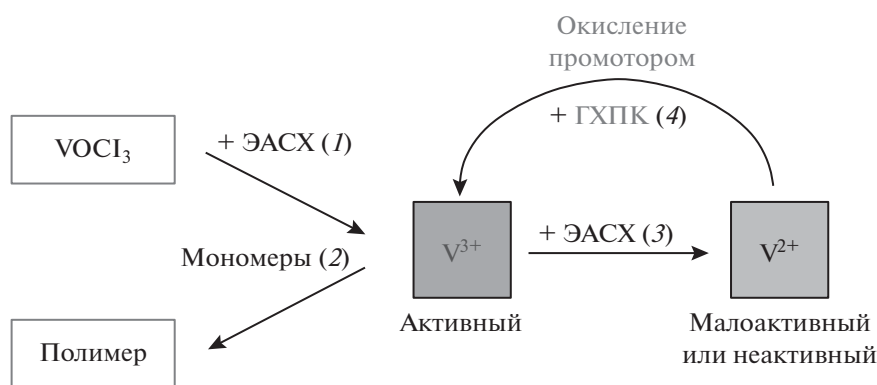 Окисление
промотором
+ ГХПК (4)
VOCl₃
+ ЭАСХ (1)
Мономеры (2)
V³⁺
+ ЭАСХ (3)
V²⁺
Активный
Малоактивный
или неактивный
Полимер